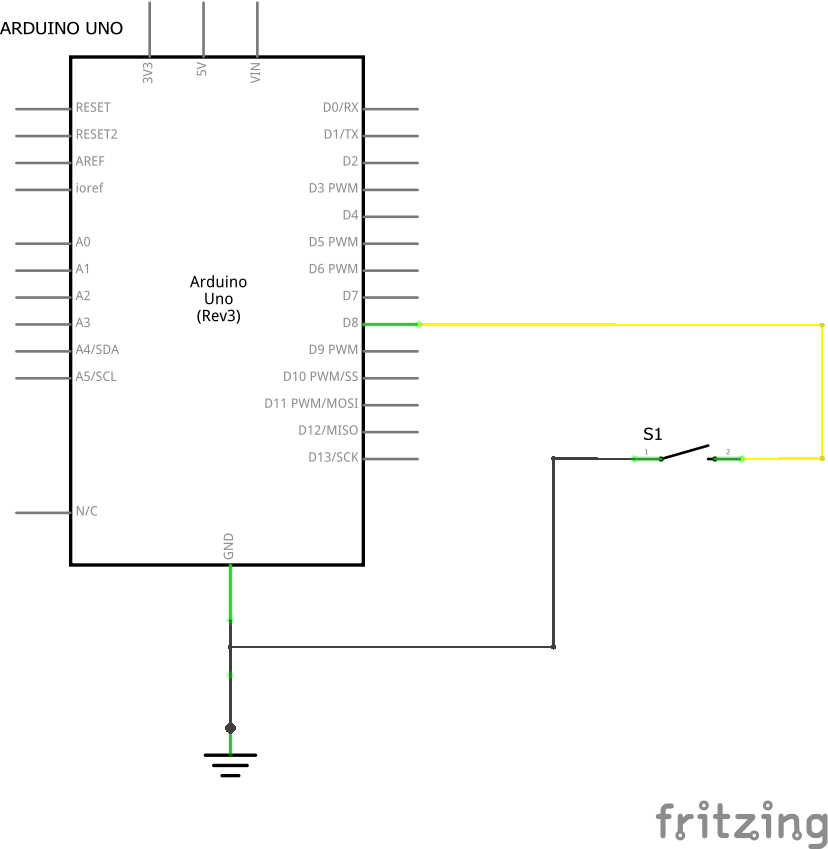 ARDUINO UNO
3V3
5V
VIN
RESET
D0/RX
RESET2
D1/TX
AREF
D2
ioref
D3 PWM
D4
A0
D5 PWM
A1
D6 PWM
Arduino
Uno
(Rev3)
A2
D7
A3
D8
A4/SDA
D9 PWM
A5/SCL
D10 PWM/SS
D11 PWM/MOSI
D12/MISO
D13/SCK
S1
1
2
N/C
GND
fritzing